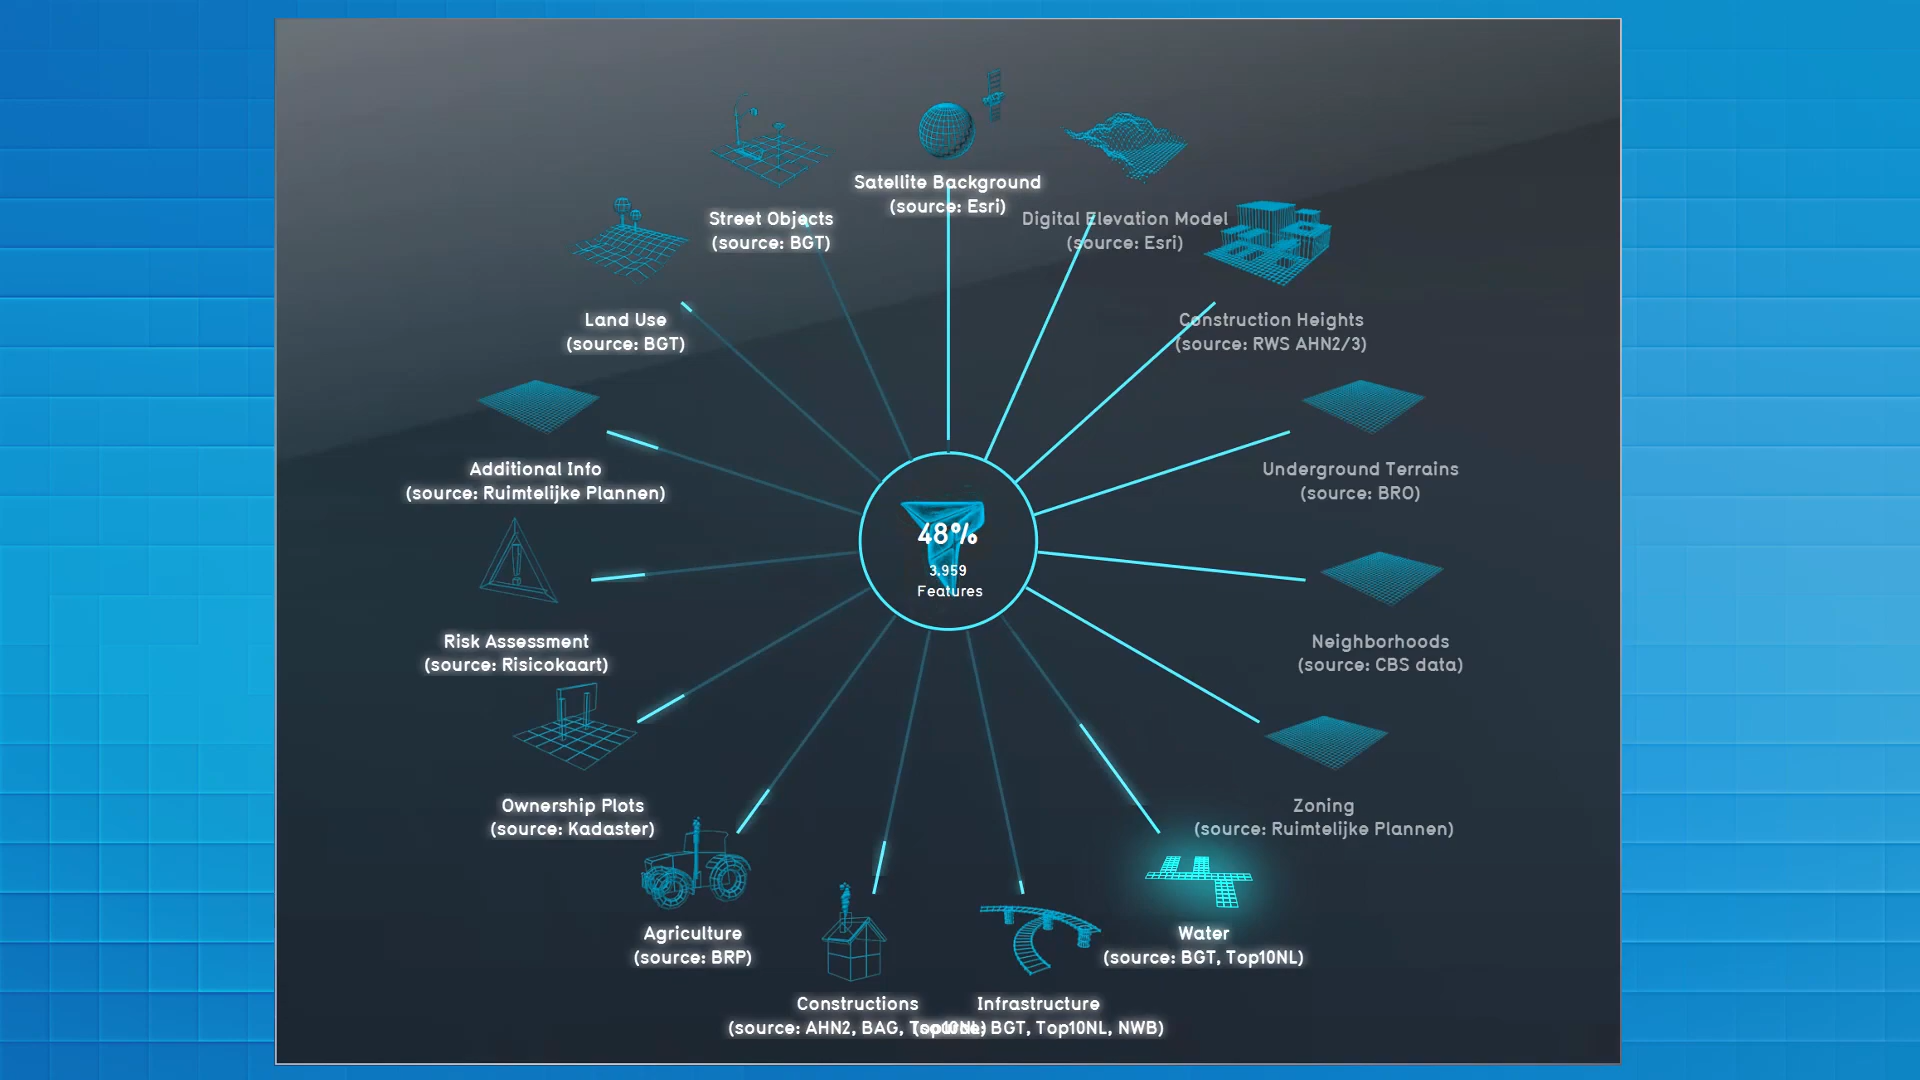 Satellite Background
(source: Esri)
Street Objects
(source: BGT)
Digital Elevation Model
(source: Esri)
Land Use
(source: BGT)
Construction Heights
(source: RWS AHN2/3)
Additional Info
(source: Ruimtelijke Plannen)
Underground Terrains
(source: BRO)
48%
3.959
Features
Risk Assessment
(source: Risicokaart)
Neighborhoods
(source: CBS data)
Ownership Plots
(source: Kadaster)
Zoning
(source: Ruimtelijke Plannen)
Agriculture
(source: BRP)
Water
(source: BGT, Top10NL)
Constructions
(source: AHN2, BAG, Top10NL)
Infrastructure
(source: BGT, Top10NL, NWB)